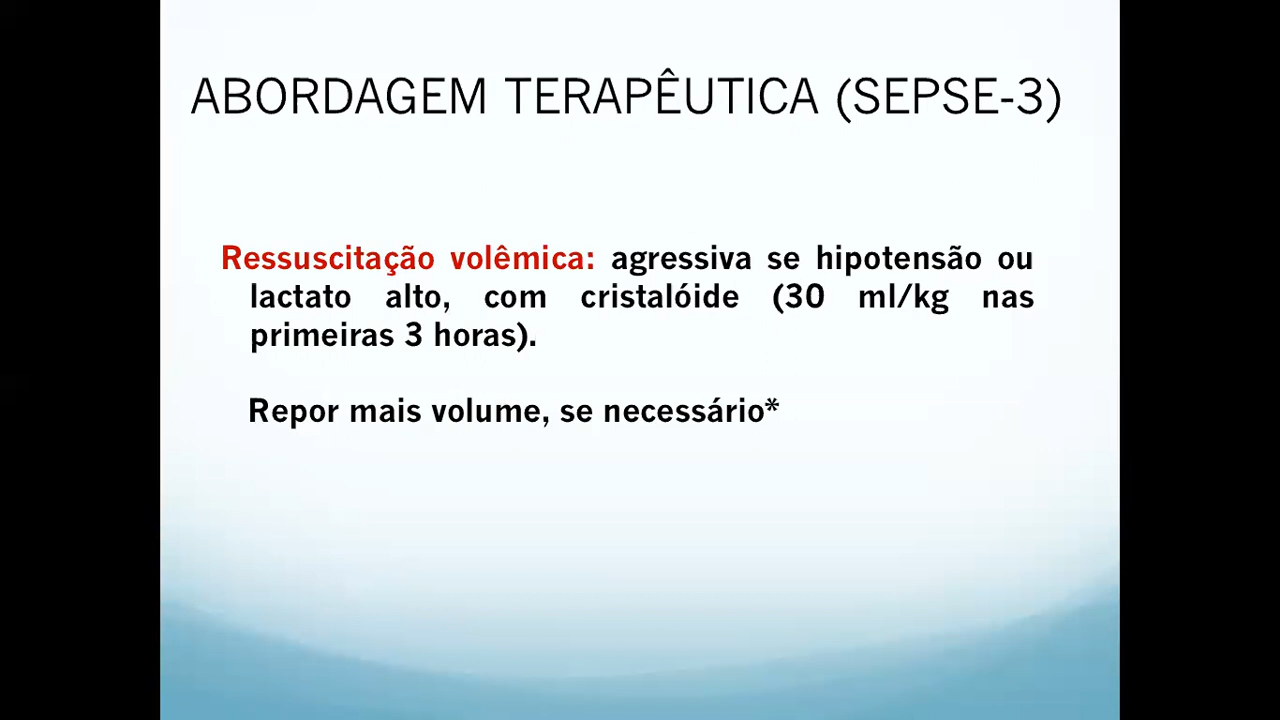 ABORDAGEM TERAPÊUTICA (SEPSE-3)
Ressuscitação volêmica: agressiva se hipotensão ou
lactato alto, com cristalóide (30 ml/kg nas
primeiras 3 horas).
Repor mais volume, se necessário*